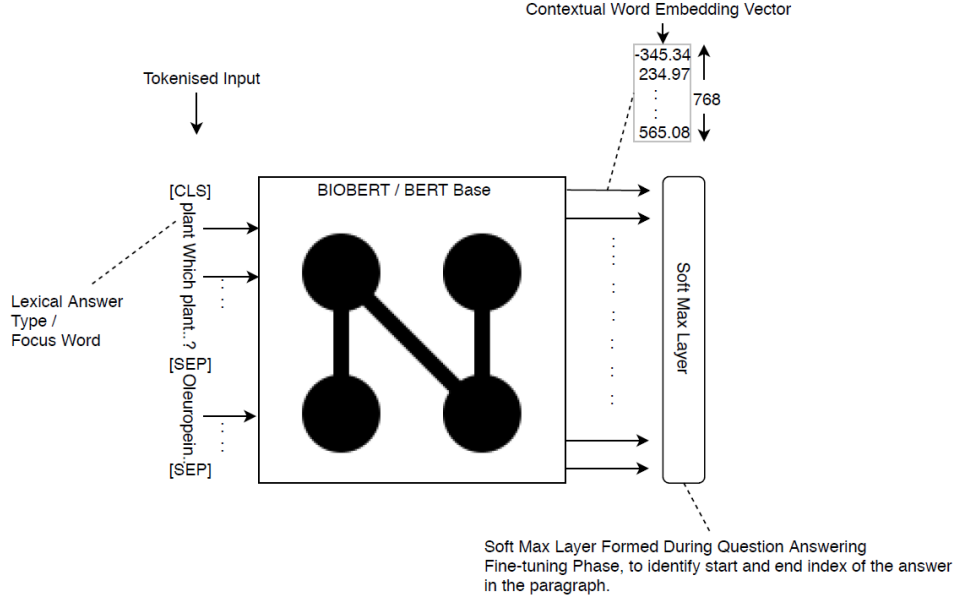 Contextual Word Embedding Vector
-345.34
234.97
:
:
565.08
768
Tokenised Input
[CLS]
plant Which plant..?
[SEP]
Oleuropein..
[SEP]
Lexical Answer
Type /
Focus Word
BIOBERT / BERT Base
Soft Max Layer
Soft Max Layer Formed During Question Answering
Fine-tuning Phase, to identify start and end index of the answer
in the paragraph.